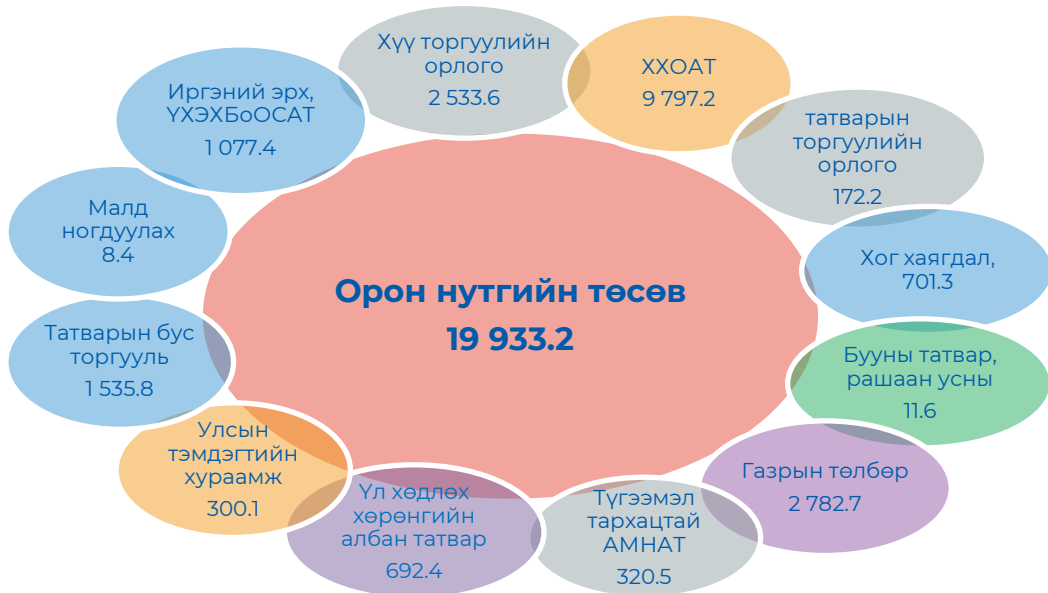 Хүү торгуулийн
орлого
2 533.6
ХХОАТ
9 797.2
татварын
торгуулийн
орлого
172.2
Хог хаягдал,
701.3
Бууны татвар,
рашаан усны
11.6
Газрын төлбөр
2 782.7
Түгээмэл
тархацтай
АМНАТ
320.5
Үл хөдлөх
хөрөнгийн
албан татвар
692.4
Улсын
тэмдэгтийн
хураамж
300.1
Татварын бус
торгууль
1 535.8
Малд
ногдуулах
8.4
Иргэний эрх,
ҮХЭХБоОСАТ
1 077.4
Орон нутгийн төсөв
19 933.2